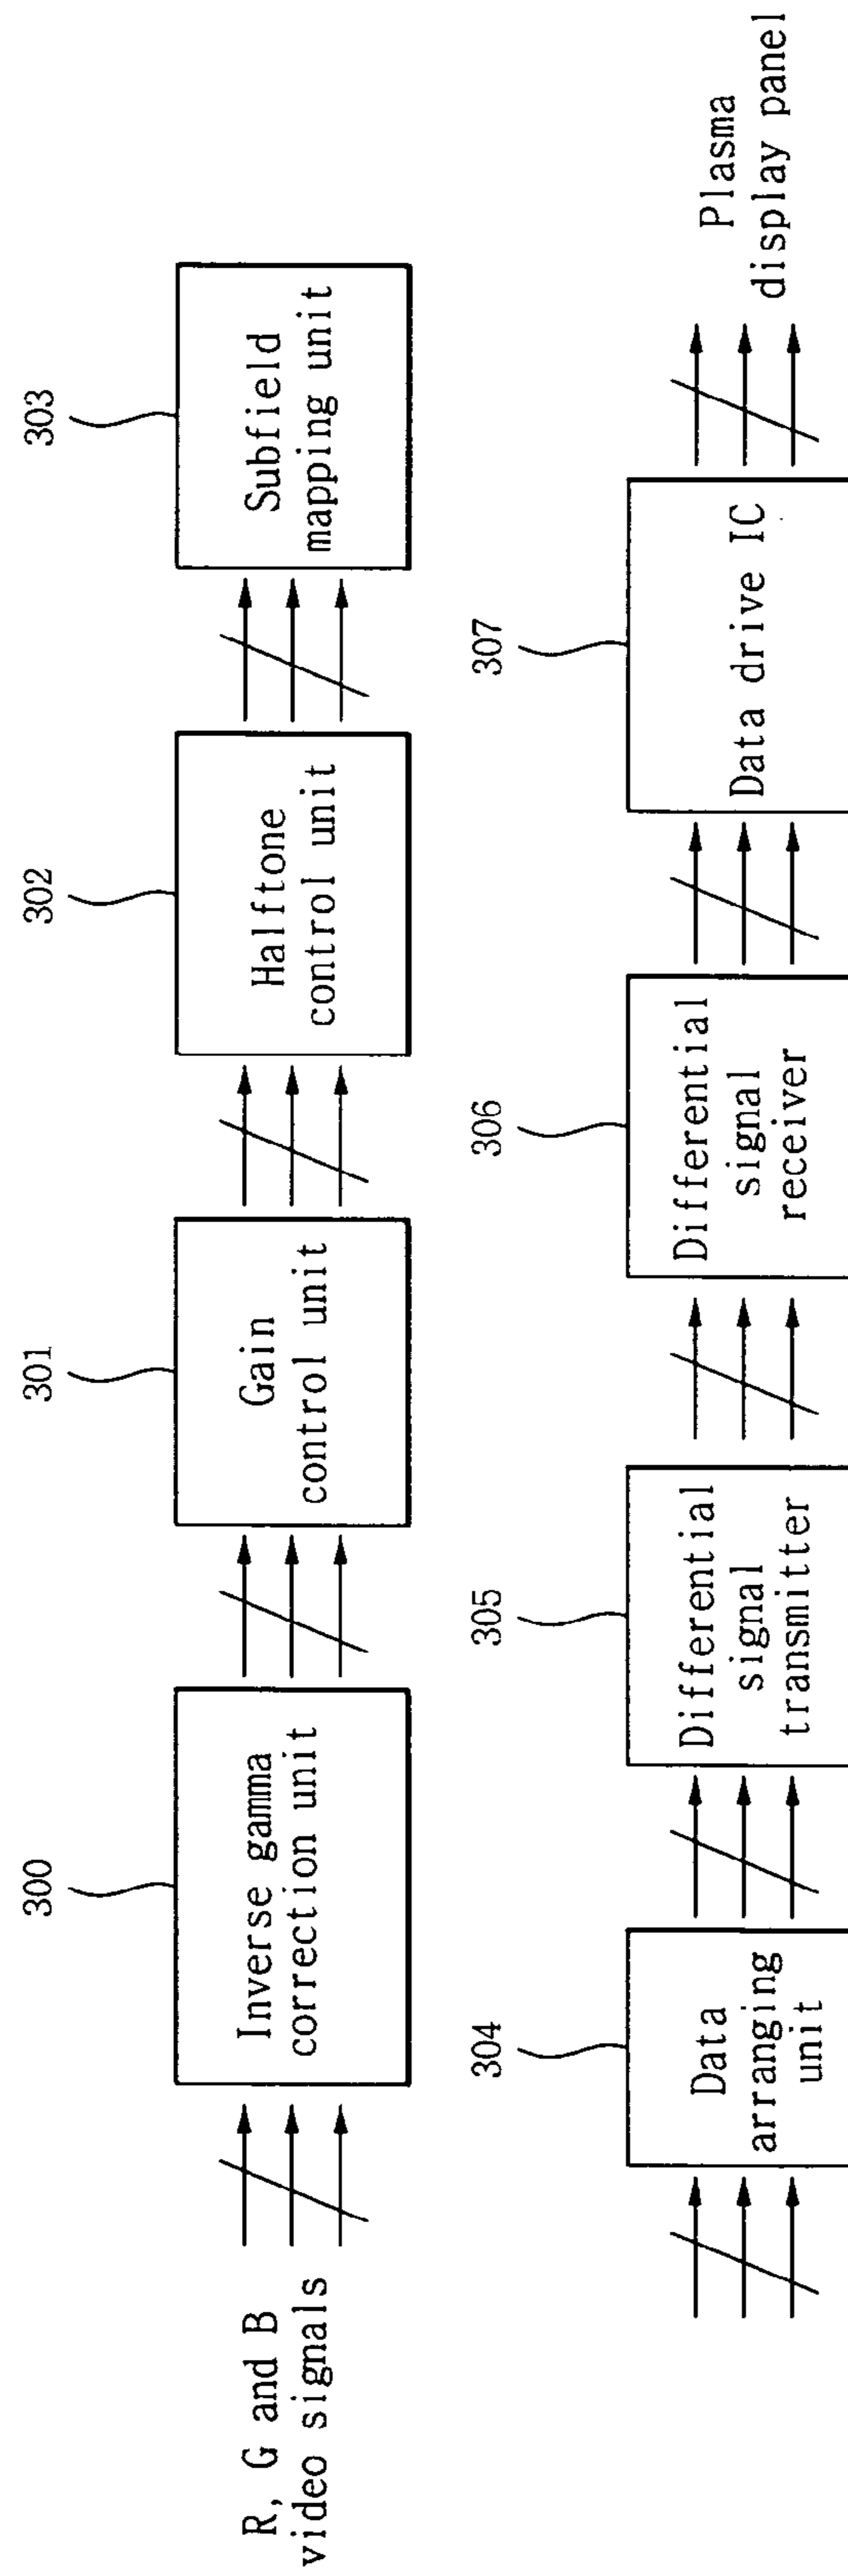 300
301
302
303
R, G and B
video signals
Inverse gamma
correction unit
Gain
control unit
Halftone
control unit
Subfield
mapping unit
304
305
306
307
Data
arranging
unit
Differential
signal
transmitter
Differential
signal
receiver
Data drive IC
Plasma
display panel